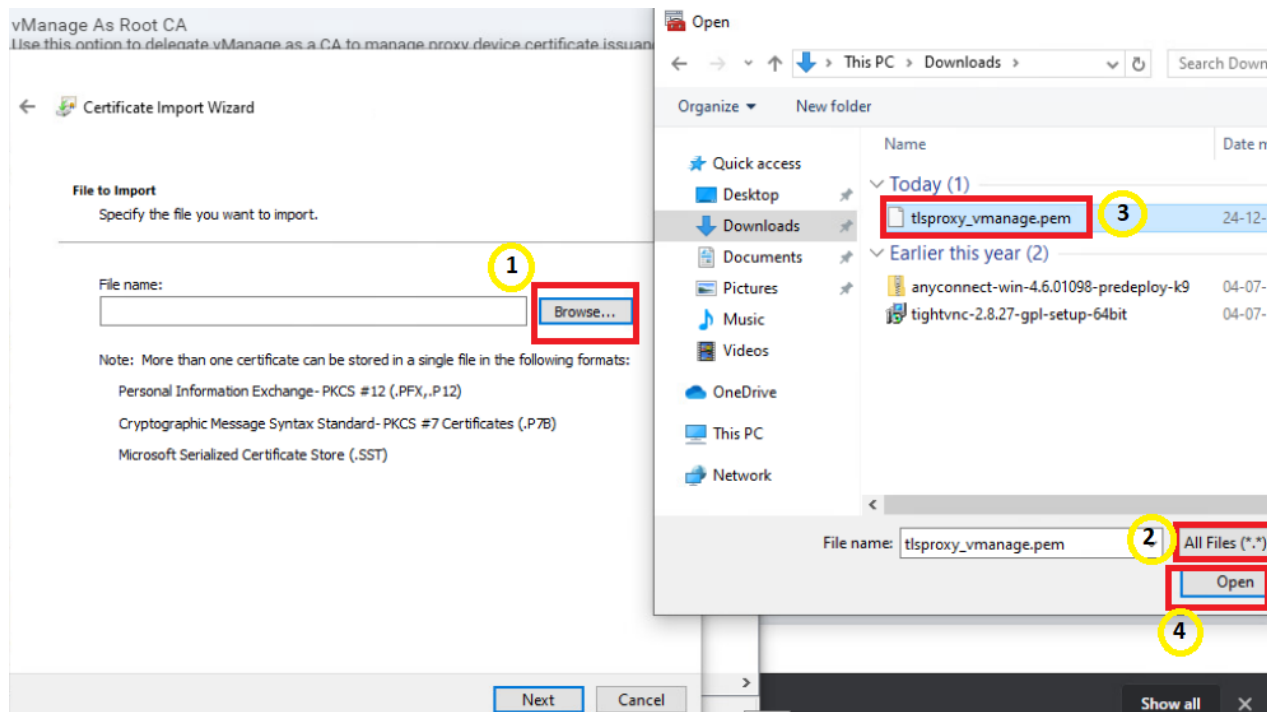 vManage As Root CA
Use this option to delegate vManage as a CA to manage proxy device certificate issuan
Certificate Import Wizard
File to Import
Specify the file you want to import.
1
File name:
Browse...
Note: More than one certificate can be stored in a single file in the following formats:
Personal Information Exchange- PKCS #12 (.PFX,.P12)
Cryptographic Message Syntax Standard- PKCS #7 Certificates (.P7B)
Microsoft Serialized Certificate Store (.SST)
Next
Cancel
Open
This PC > Downloads >
Search Down
Organize
New folder
Name
Date m
Quick access
Desktop
Downloads
Documents
Pictures
Music
Videos
OneDrive
This PC
Network
Today (1)
tlsproxy_vmanage.pem
3
24-12-
Earlier this year (2)
anyconnect-win-4.6.01098-predeploy-k9
04-07-
tightvnc-2.8.27-gpl-setup-64bit
04-07-
File name:
tlsproxy_vmanage.pem
2
All Files (*.*)
Open
4
Show all